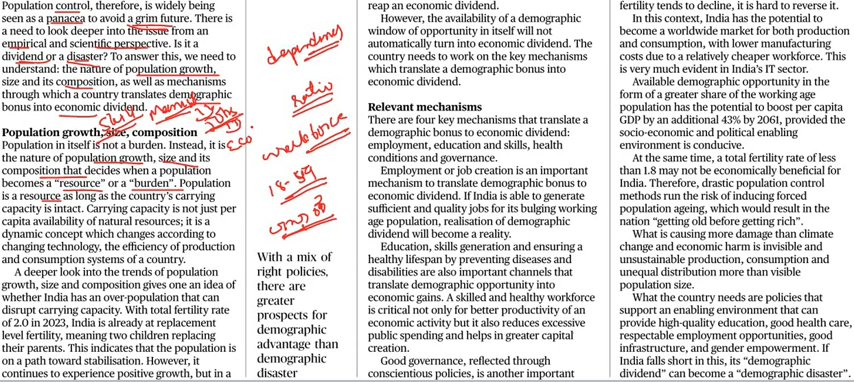 Population control, therefore, is widely being
seen as a panacea to avoid a grim future. There is
a need to look deeper into the issue from an
empirical and scientific perspective. Is it a
dividend or a disaster? To answer this, we need to
understand: the nature of population growth,
size and its composition, as well as mechanisms
through which a country translates demographic
bonus into economic dividend.
Population growth, size, composition
Population in itself is not a burden. Instead, it is
the nature of population growth, size and its
composition that decides when a population
becomes a “resource” or a “burden”. Population
is a resource as long as the country’s carrying
capacity is intact. Carrying capacity is not just per
capita availability of natural resources; it is a
dynamic concept which changes according to
changing technology, the efficiency of production
and consumption systems of a country.
A deeper look into the trends of population
growth, size and composition gives one an idea of
whether India has an over-population that can
disrupt carrying capacity. With total fertility rate
of 2.0 in 2023, India is already at replacement
level fertility, meaning two children replacing
their parents. This indicates that the population is
on a path toward stabilisation. However, it
continues to experience positive growth, but in a
Eco.
dependency
ratio
workforce
18-59
With a mix of
right policies,
there are
greater
prospects for
demographic
advantage than
demographic
disaster
reap an economic dividend.
However, the availability of a demographic
window of opportunity in itself will not
automatically turn into economic dividend. The
country needs to work on the key mechanisms
which translate a demographic bonus into
economic dividend.
Relevant mechanisms
There are four key mechanisms that translate a
demographic bonus to economic dividend:
employment, education and skills, health
conditions and governance.
Employment or job creation is an important
mechanism to translate demographic bonus to
economic dividend. If India is able to generate
sufficient and quality jobs for its bulging working
age population, realisation of demographic
dividend will become a reality.
Education, skills generation and ensuring a
healthy lifespan by preventing diseases and
disabilities are also important channels that
translate demographic opportunity into
economic gains. A skilled and healthy workforce
is critical not only for better productivity of an
economic activity but it also reduces excessive
public spending and helps in greater capital
creation.
Good governance, reflected through
conscientious policies, is another important
fertility tends to decline, it is hard to reverse it.
In this context, India has the potential to
become a worldwide market for both production
and consumption, with lower manufacturing
costs due to a relatively cheaper workforce. This
is very much evident in India’s IT sector.
Available demographic opportunity in the
form of a greater share of the working age
population has the potential to boost per capita
GDP by an additional 43% by 2061, provided the
socio-economic and political enabling
environment is conducive.
At the same time, a total fertility rate of less
than 1.8 may not be economically beneficial for
India. Therefore, drastic population control
methods run the risk of inducing forced
population ageing, which would result in the
nation “getting old before getting rich”.
What is causing more damage than climate
change and economic harm is invisible and
unsustainable production, consumption and
unequal distribution more than visible
population size.
What the country needs are policies that
support an enabling environment that can
provide high-quality education, good health care,
respectable employment opportunities, good
infrastructure, and gender empowerment. If
India falls short in this, its “demographic
dividend” can become a “demographic disaster”.